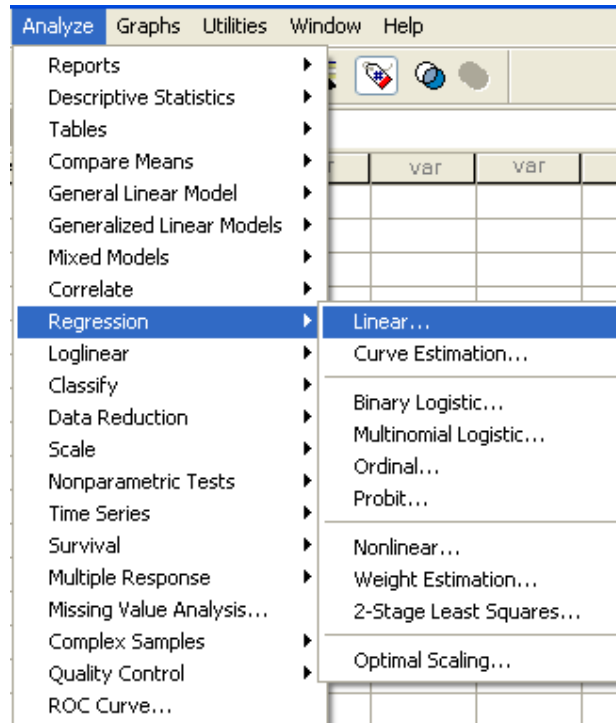 Analyze Graphs Utilities Window Help
Reports
Descriptive Statistics
Tables
Compare Means
var var
General Linear Model
Generalized Linear Models
Mixed Models
Correlate
Regression
Linear...
Loglinear
Curve Estimation...
Classify
Binary Logistic...
Data Reduction
Multinomial Logistic...
Scale
Ordinal...
Nonparametric Tests
Probit...
Time Series
Survival
Nonlinear...
Multiple Response
Weight Estimation...
Missing Value Analysis...
2-Stage Least Squares...
Complex Samples
Optimal Scaling...
Quality Control
ROC Curve...